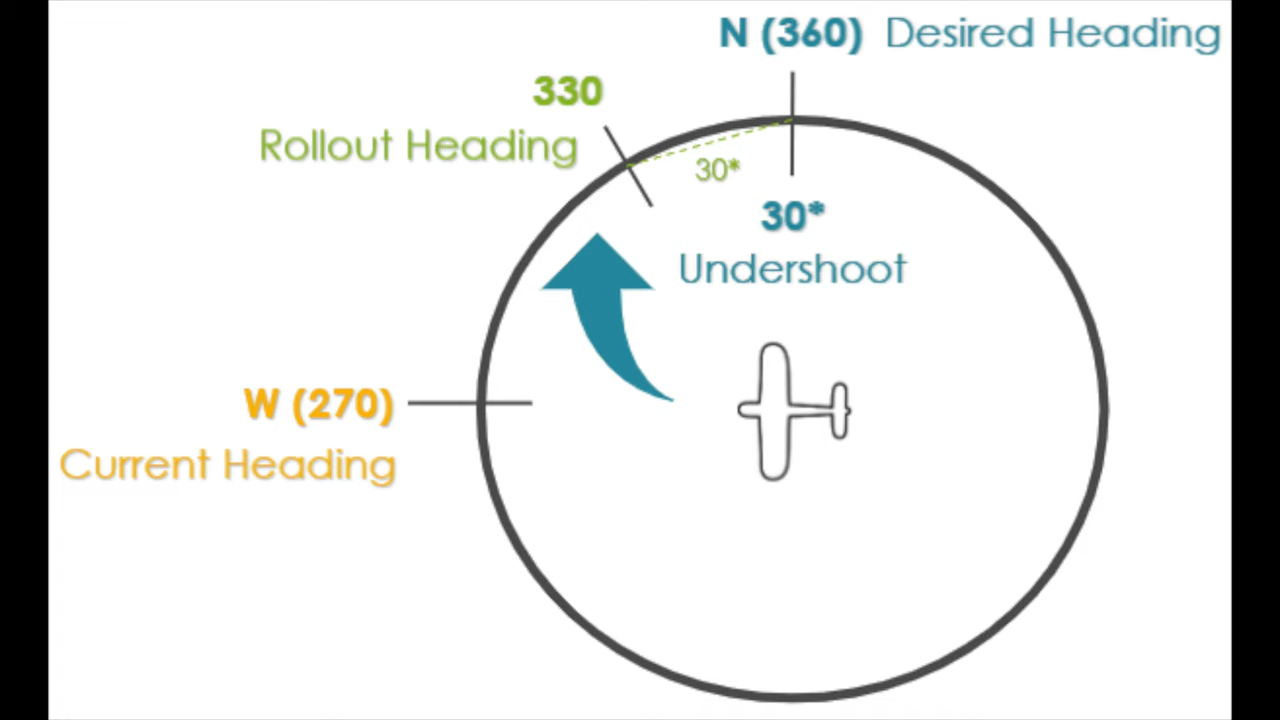 N (360) Desired Heading
330
Rollout Heading
30*
30*
Undershoot
W (270)
Current Heading